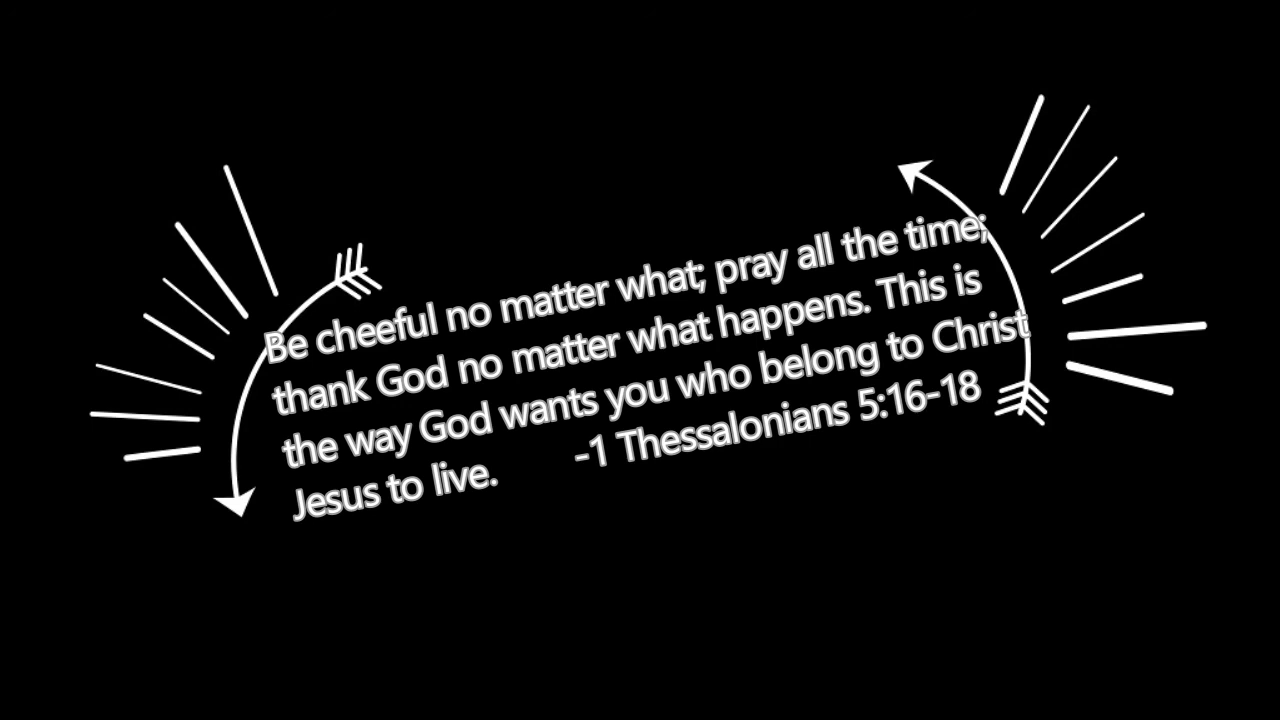 Be cheeful no matter what; pray all the time;
thank God no matter what happens. This is
the way God wants you who belong to Christ
Jesus to live. -1 Thessalonians 5:16-18